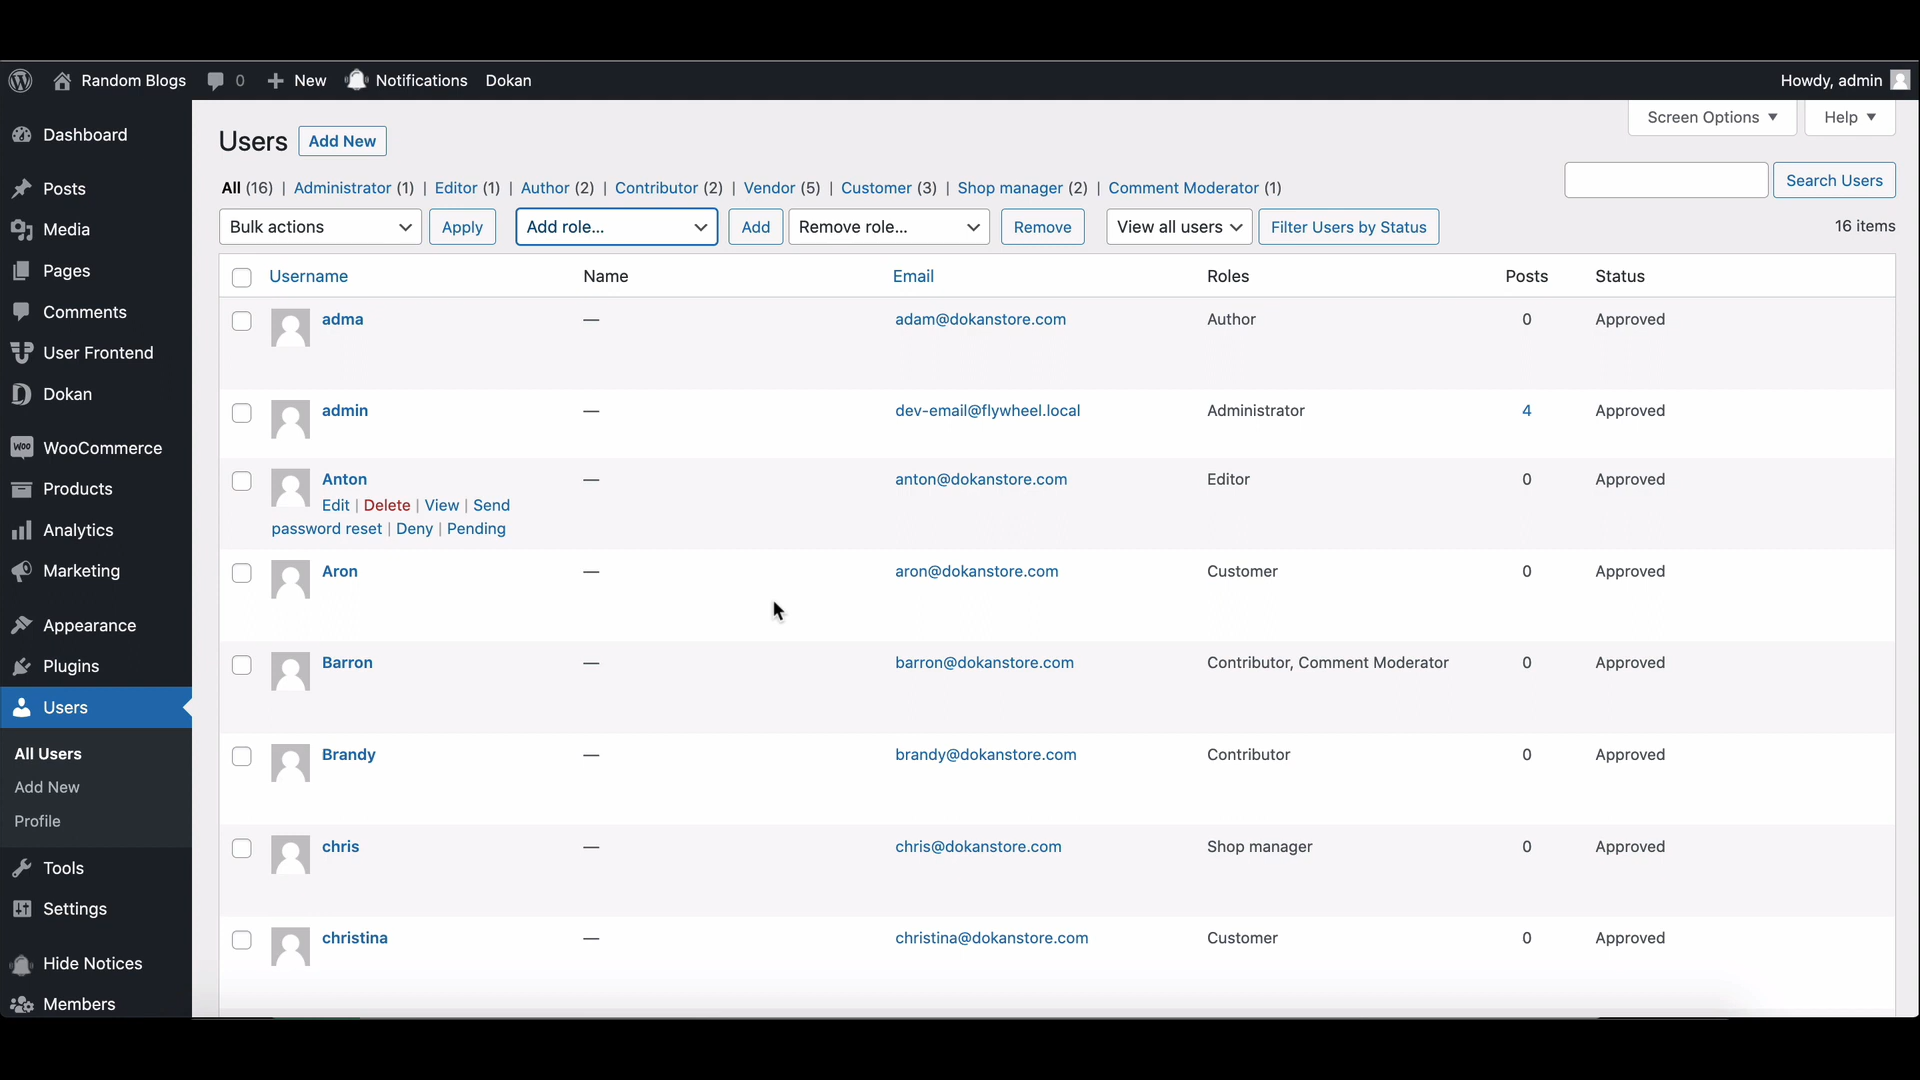 Random Blogs 0 New Notifications Dokan Howdy, admin
Screen Options ▼ Help ▼
Users Add New
All (16) | Administrator (1) | Editor (1) | Author (2) | Contributor (2) | Vendor (5) | Customer (3) | Shop manager (2) | Comment Moderator (1)
Search Users
Bulk actions Apply Add role... Add Remove role... Remove View all users Filter Users by Status 16 items
Username Name Email Roles Posts Status
adma — adam@dokanstore.com Author 0 Approved
admin — dev-email@flywheel.local Administrator 4 Approved
Anton — anton@dokanstore.com Editor 0 Approved
Edit | Delete | View | Send
password reset | Deny | Pending
Aron — aron@dokanstore.com Customer 0 Approved
Barron — barron@dokanstore.com Contributor, Comment Moderator 0 Approved
Brandy — brandy@dokanstore.com Contributor 0 Approved
chris — chris@dokanstore.com Shop manager 0 Approved
christina — christina@dokanstore.com Customer 0 Approved
Dashboard
Posts
Media
Pages
Comments
User Frontend
Dokan
Woo WooCommerce
Products
Analytics
Marketing
Appearance
Plugins
Users
All Users
Add New
Profile
Tools
Settings
Hide Notices
Members